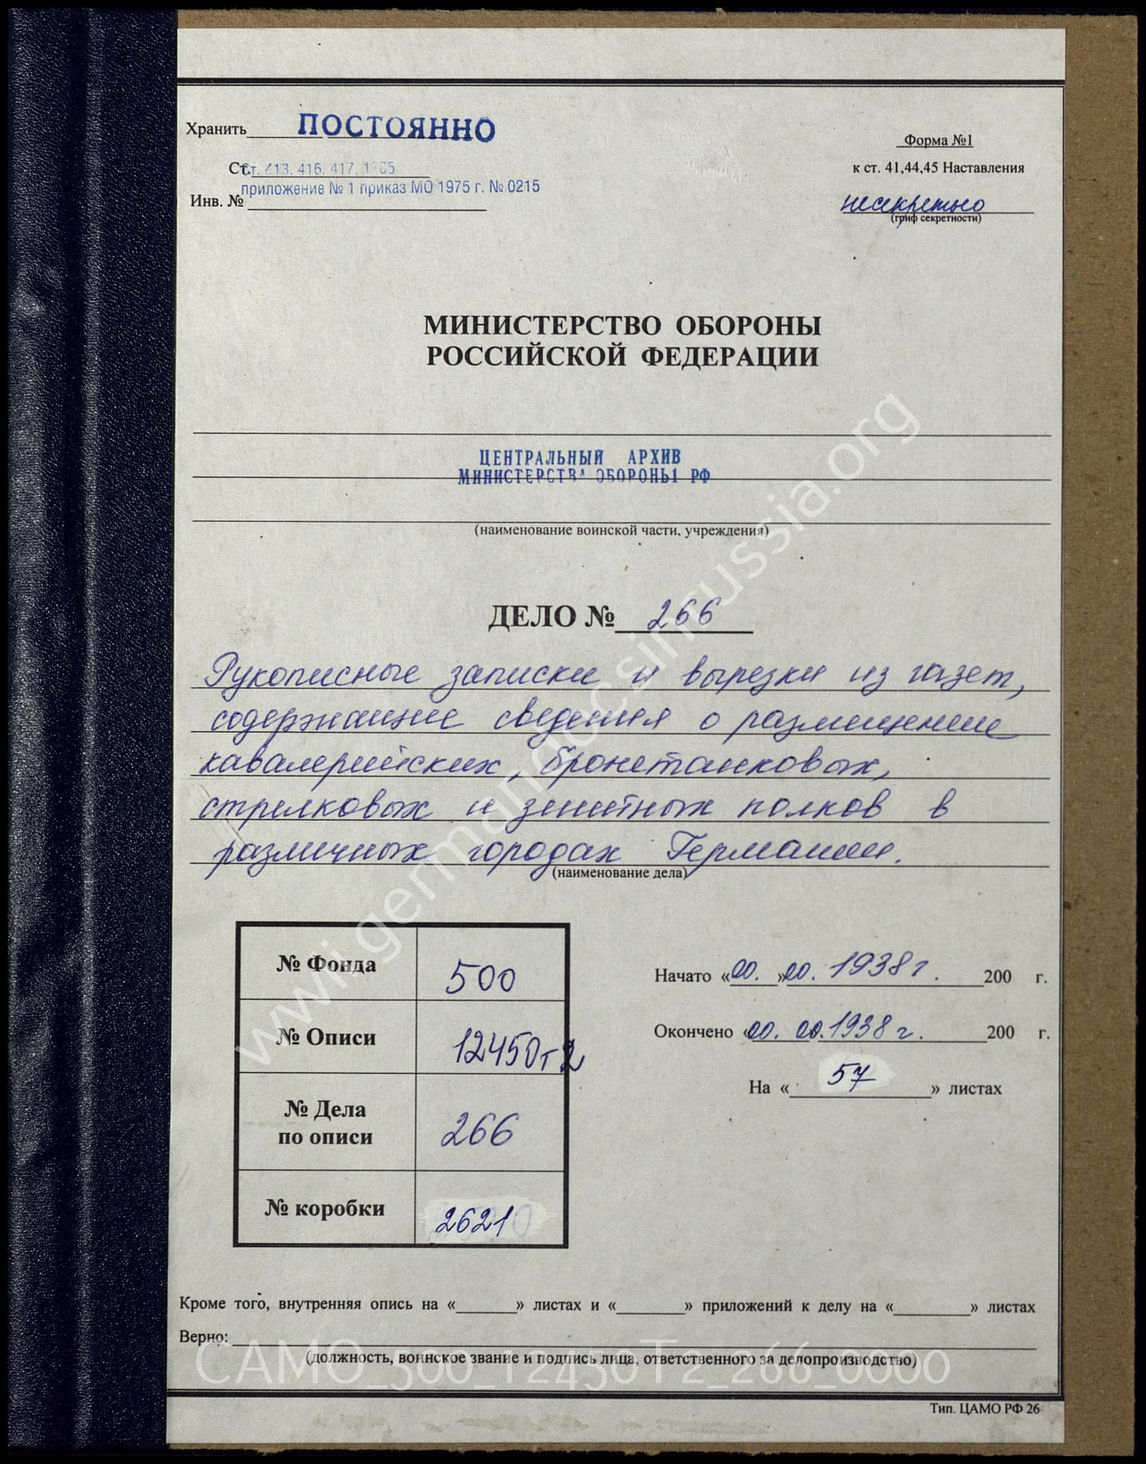 Хранить ПОСТОЯННО
Форма №1
Ст. Ст. 413, 416, 417, 1765
к ст. 41,44,45 Наставления
приложение № 1 приказ МО 1975 г. № 0215
Инв. №
несекретно
(гриф секретности)
МИНИСТЕРСТВО ОБОРОНЫ
РОССИЙСКОЙ ФЕДЕРАЦИИ
ЦЕНТРАЛЬНЫЙ АРХИВ
МИНИСТЕРСТВА ОБОРОНЫ РФ
(наименование воинской части, учреждения)
ДЕЛО № 266
Рукописные записки и вырезки из газет,
содержащие сведения о размещение
кавалерийских, бронетанковых,
стрелковых и зенитных полков в
различных городах Германии.
(наименование дела)
№ Фонда 500
Начато «00.» 00. 1938 г. 200 г.
№ Описи 12450т2
Окончено «00. 00. 1938 г. 200 г.
На « 57 » листах
№ Дела
по описи 266
№ коробки 2621
Кроме того, внутренняя опись на « » листах и « » приложений к делу на « » листах
Верно:
(должность, воинское звание и подпись лица, ответственного за делопроизводство)
CAMO_500_12450T2_266_0000
Тип. ЦАМО РФ 26
www.germandocsinrussia.org